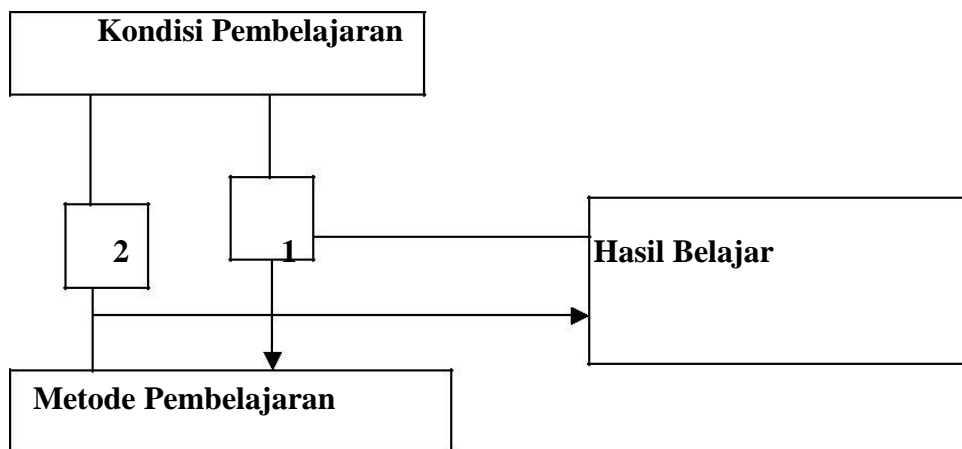 Kondisi Pembelajaran
2
1
Hasil Belajar
Metode Pembelajaran